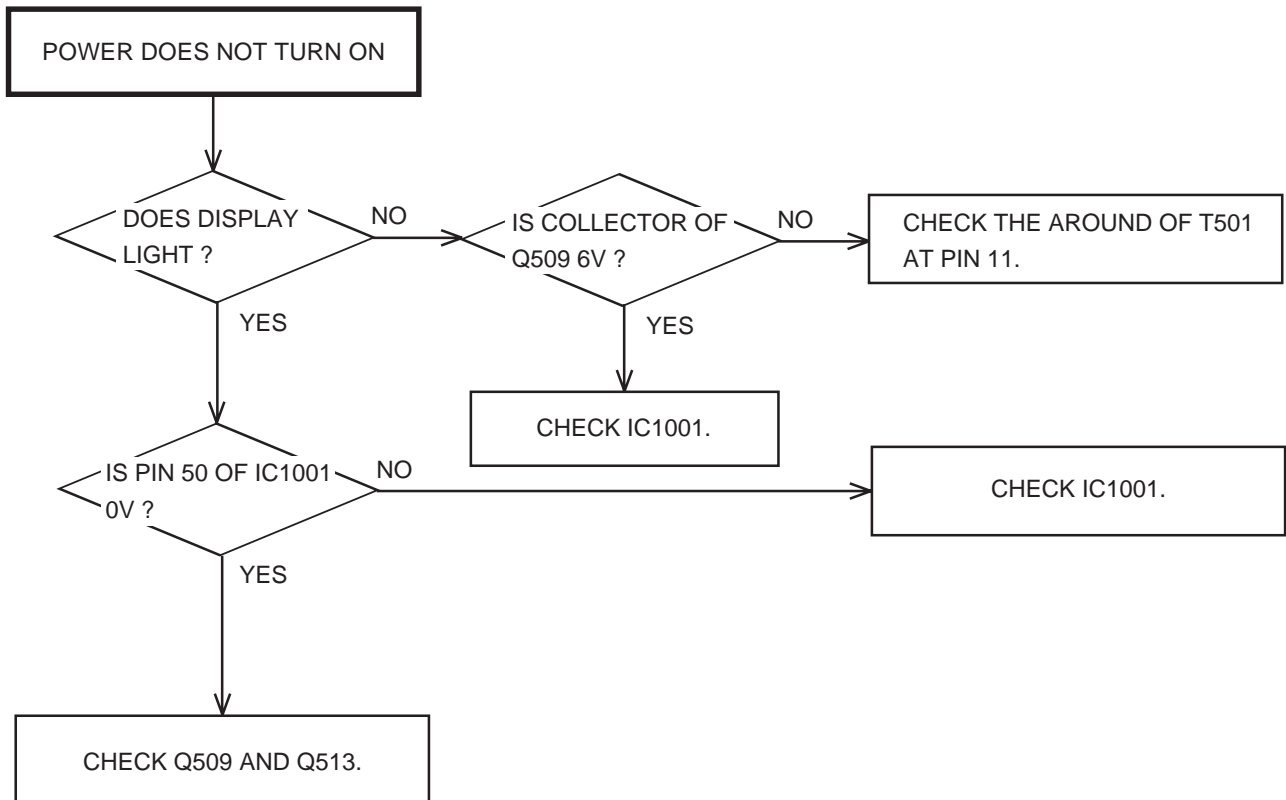 POWER DOES NOT TURN ON
DOES DISPLAY
LIGHT ?
NO
IS COLLECTOR OF
Q509 6V ?
NO
CHECK THE AROUND OF T501
AT PIN 11.
YES
YES
CHECK IC1001.
IS PIN 50 OF IC1001
0V ?
NO
CHECK IC1001.
YES
CHECK Q509 AND Q513.